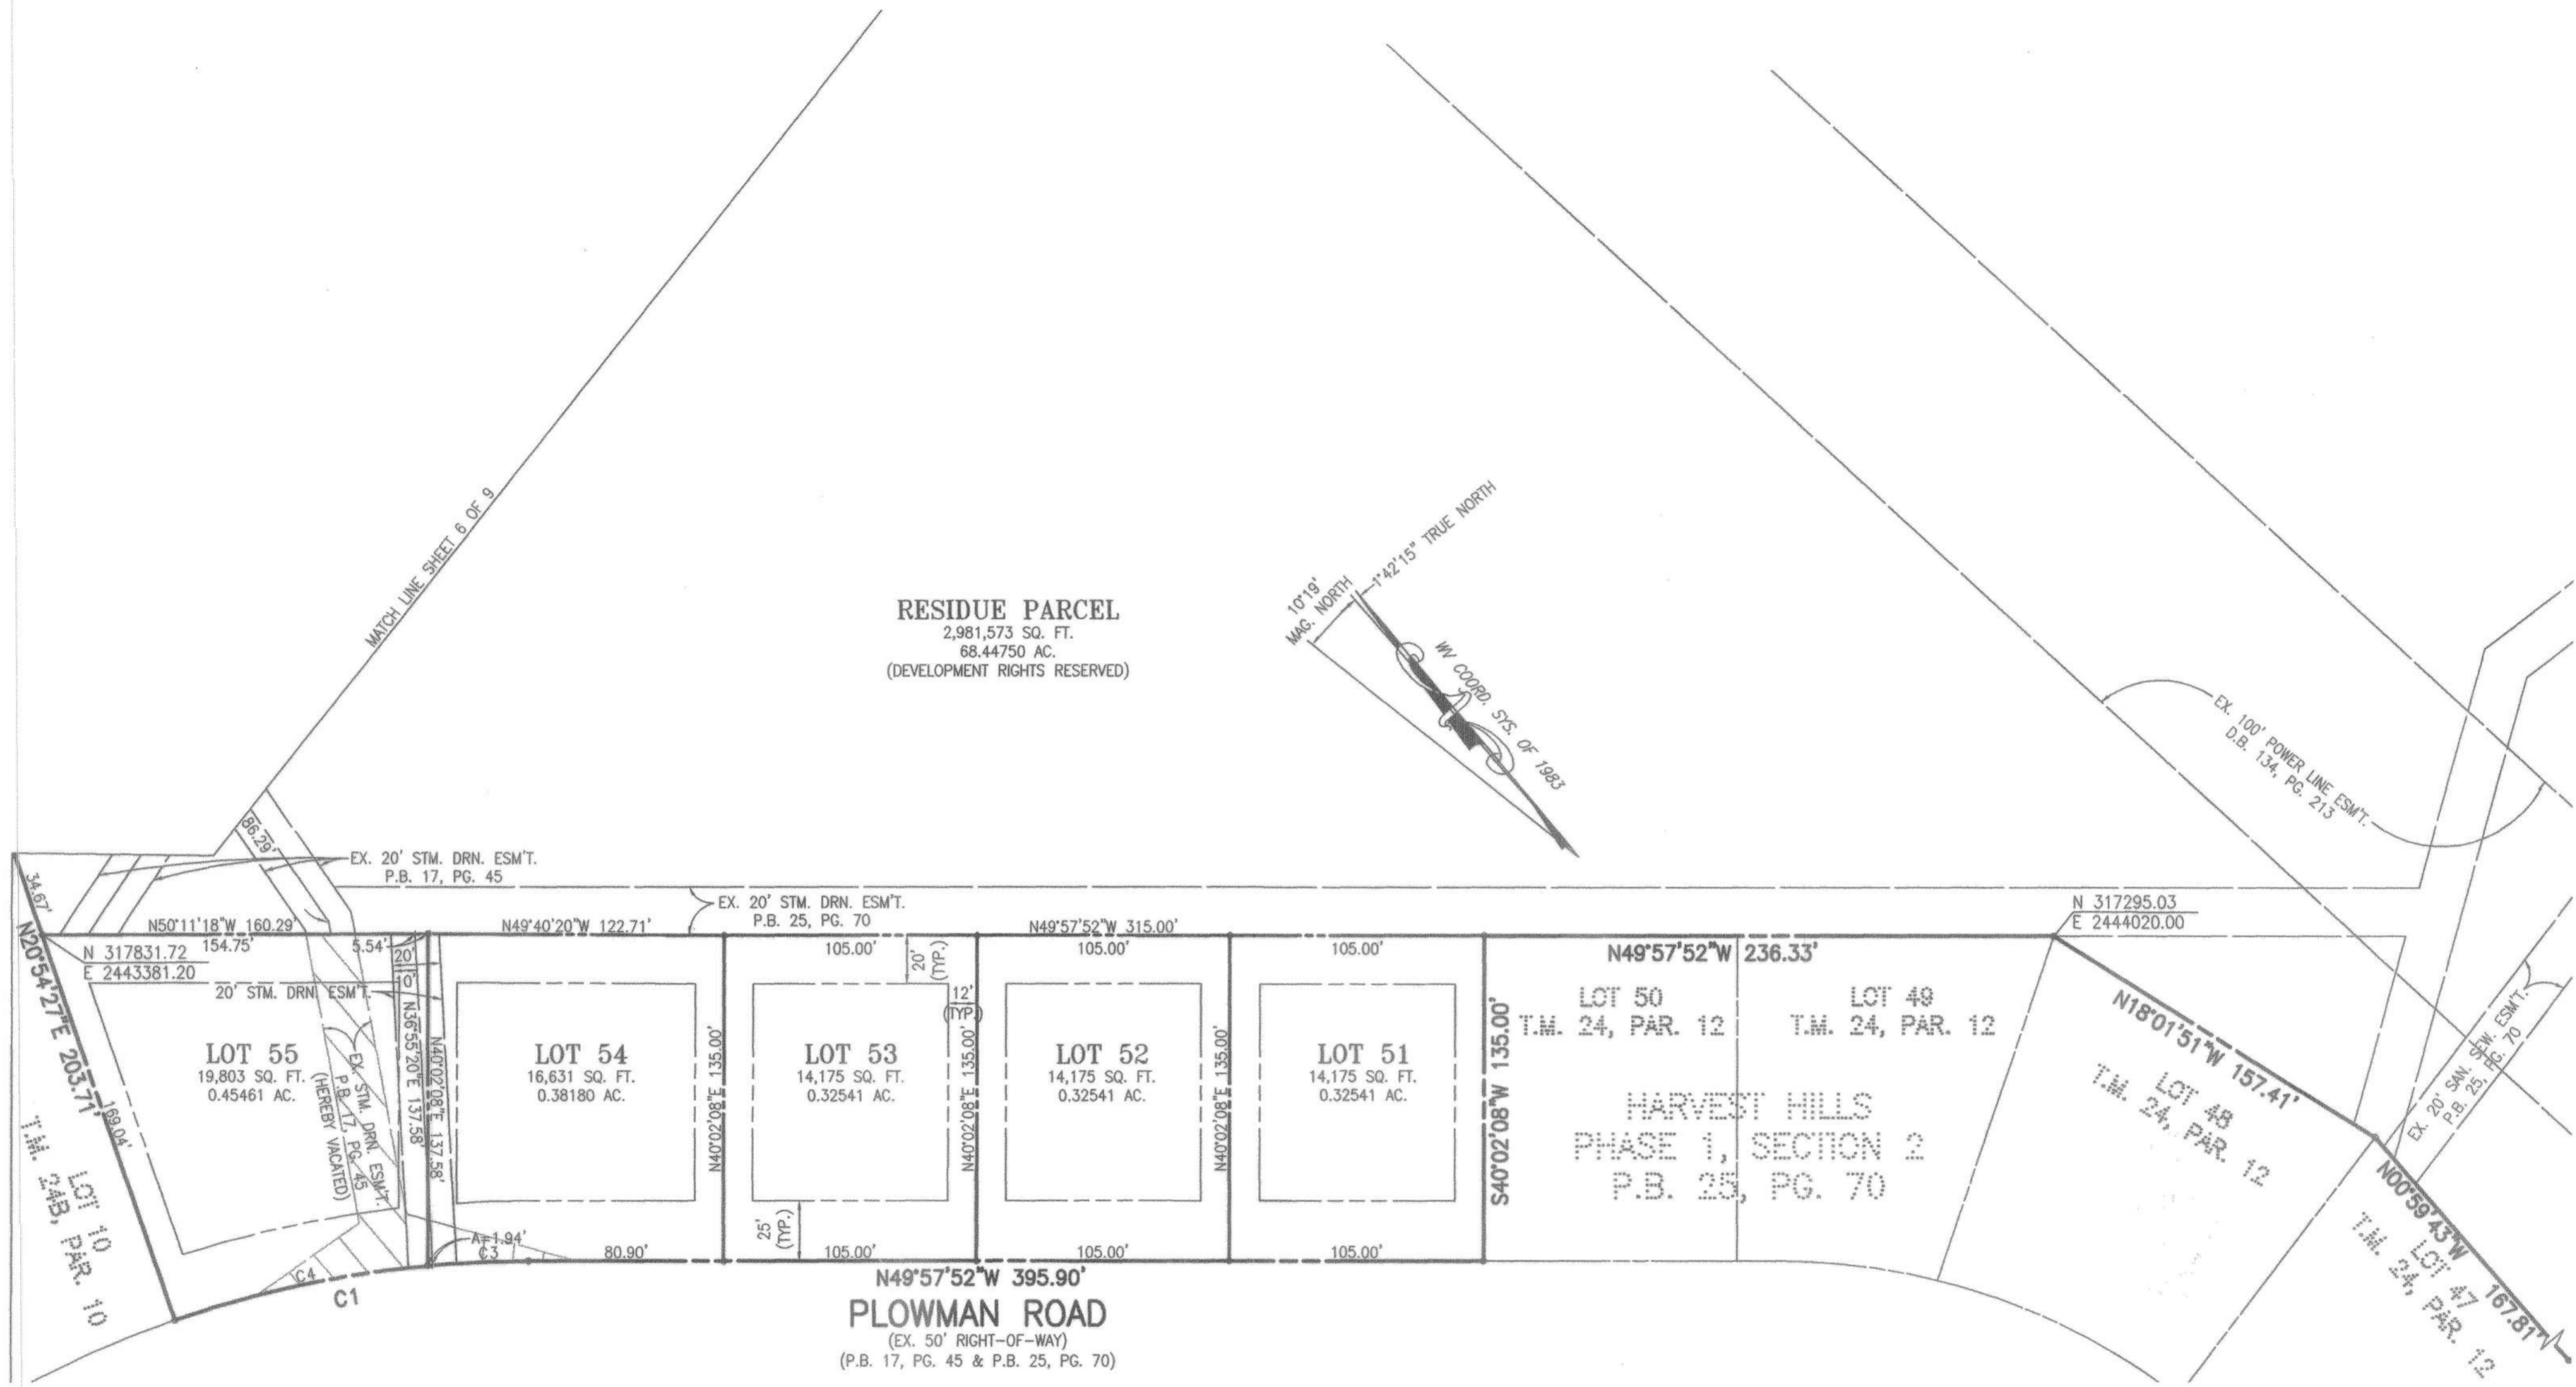 MATCH LINE SHEET 6 OF 9
RESIDUE PARCEL
2,981,573 SQ. FT.
68.44750 AC.
(DEVELOPMENT RIGHTS RESERVED)
10°19'
MAG. NORTH
1°42'15" TRUE NORTH
WV COORD. SYS. OF 1983
EX. 100' POWER LINE ESM'T.
D.B. 134, PG. 213
86.29'
EX. 20' STM. DRN. ESM'T.
P.B. 17, PG. 45
34.67'
N20°54'27"E 203.71'
169.04'
N50°11'18"W 160.29'
154.75'
5.54'
N 317831.72
E 2443381.20
20' STM. DRN. ESM'T.
20'
10'
N49°40'20"W 122.71'
EX. 20' STM. DRN. ESM'T.
P.B. 25, PG. 70
N49°57'52"W 315.00'
105.00'
105.00'
105.00'
20'
(TYP.)
12'
(TYP.)
N 317295.03
E 2444020.00
N49°57'52"W 236.33'
LOT 55
19,803 SQ. FT.
0.45461 AC.
EX. STM. DRN. ESM'T.
P.B. 17, PG. 45
(HEREBY VACATED)
N36°55'20"E 137.58'
N40°02'08"E 137.58'
LOT 54
16,631 SQ. FT.
0.38180 AC.
N40°02'08"E 135.00'
LOT 53
14,175 SQ. FT.
0.32541 AC.
N40°02'08"E 135.00'
LOT 52
14,175 SQ. FT.
0.32541 AC.
N40°02'08"E 135.00'
LOT 51
14,175 SQ. FT.
0.32541 AC.
S40°02'08"W 135.00'
LOT 50
T.M. 24, PAR. 12
LOT 49
T.M. 24, PAR. 12
HARVEST HILLS
PHASE 1, SECTION 2
P.B. 25, PG. 70
N18°01'51"W 157.41'
LOT 48
T.M. 24, PAR. 12
EX. 20' SAN. SEW. ESM'T.
P.B. 25, PG. 70
N00°59'43"W 167.81'
LOT 47
T.M. 24, PAR. 12
LOT 10
T.M. 24B, PAR. 10
C4
C1
A=1.94'
C3
80.90'
25'
(TYP.)
105.00'
105.00'
105.00'
N49°57'52"W 395.90'
PLOWMAN ROAD
(EX. 50' RIGHT-OF-WAY)
(P.B. 17, PG. 45 & P.B. 25, PG. 70)